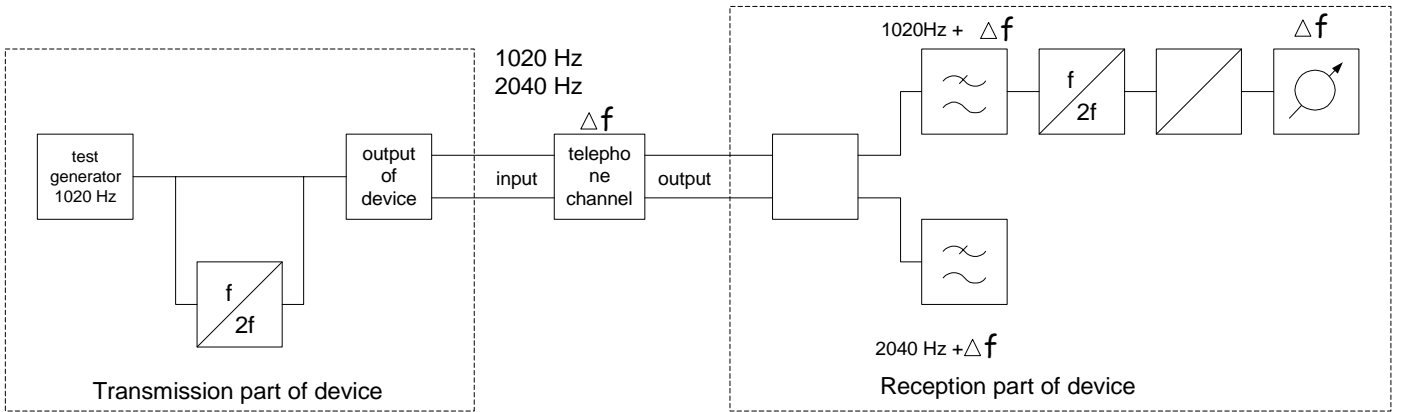 1020 Hz
2040 Hz
△f
test
generator
1020 Hz
f
2f
output
of
device
input
telepho
ne
channel
output
1020Hz + △f
f
2f
△f
2040 Hz +△f
Transmission part of device
Reception part of device